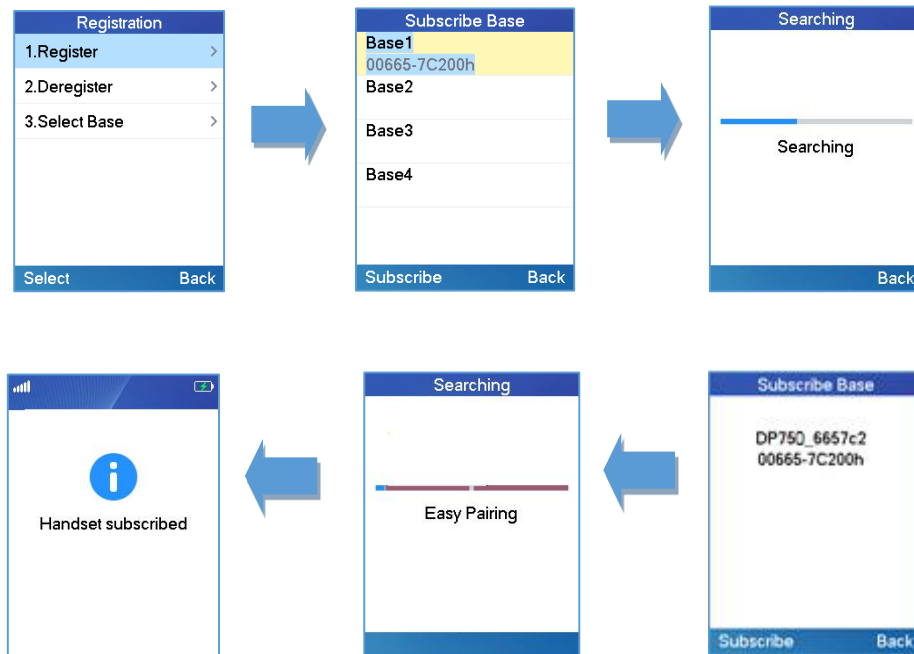 Registration
1.Register
2.Deregister
3.Select Base
Select Back
Subscribe Base
Base1
00665-7C200h
Base2
Base3
Base4
Subscribe Back
Searching
Searching
Back
Subscribe Base
DP750_6657c2
00665-7C200h
Subscribe Back
Searching
Easy Pairing
Handset subscribed